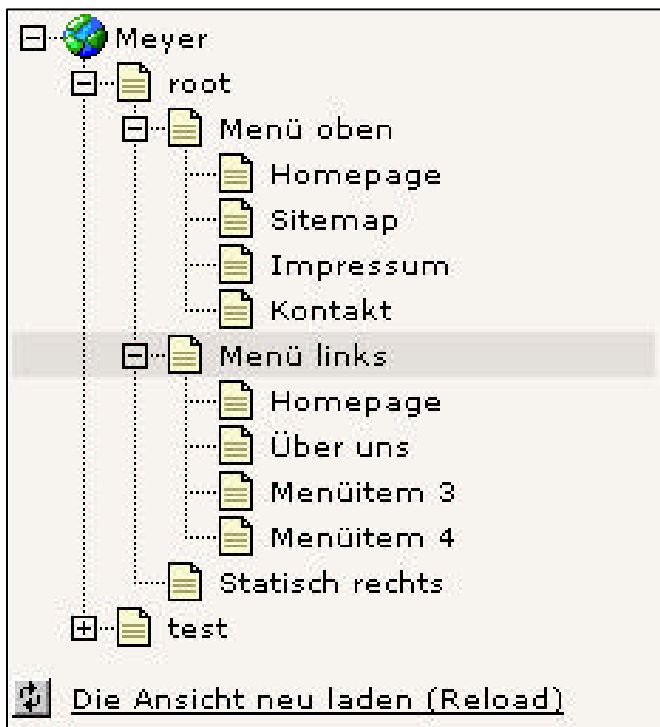 Meyer
root
Menü oben
Homepage
Sitemap
Impressum
Kontakt
Menü links
Homepage
Über uns
Menüitem 3
Menüitem 4
Statisch rechts
test
Die Ansicht neu laden (Reload)